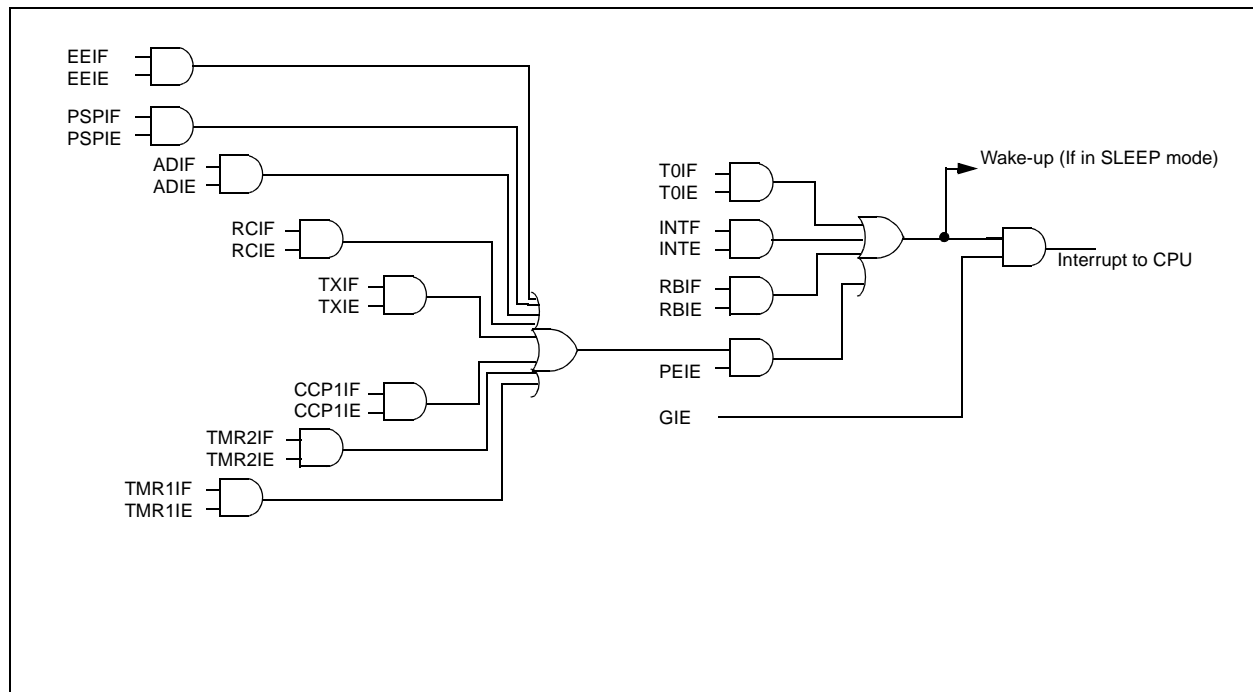 EEIF
EEIE
PSPIF
PSPIE
ADIF
ADIE
RCIF
RCIE
TXIF
TXIE
CCP1IF
CCP1IE
TMR2IF
TMR2IE
TMR1IF
TMR1IE
T0IF
T0IE
INTF
INTE
RBIF
RBIE
PEIE
GIE
Wake-up (If in SLEEP mode)
Interrupt to CPU